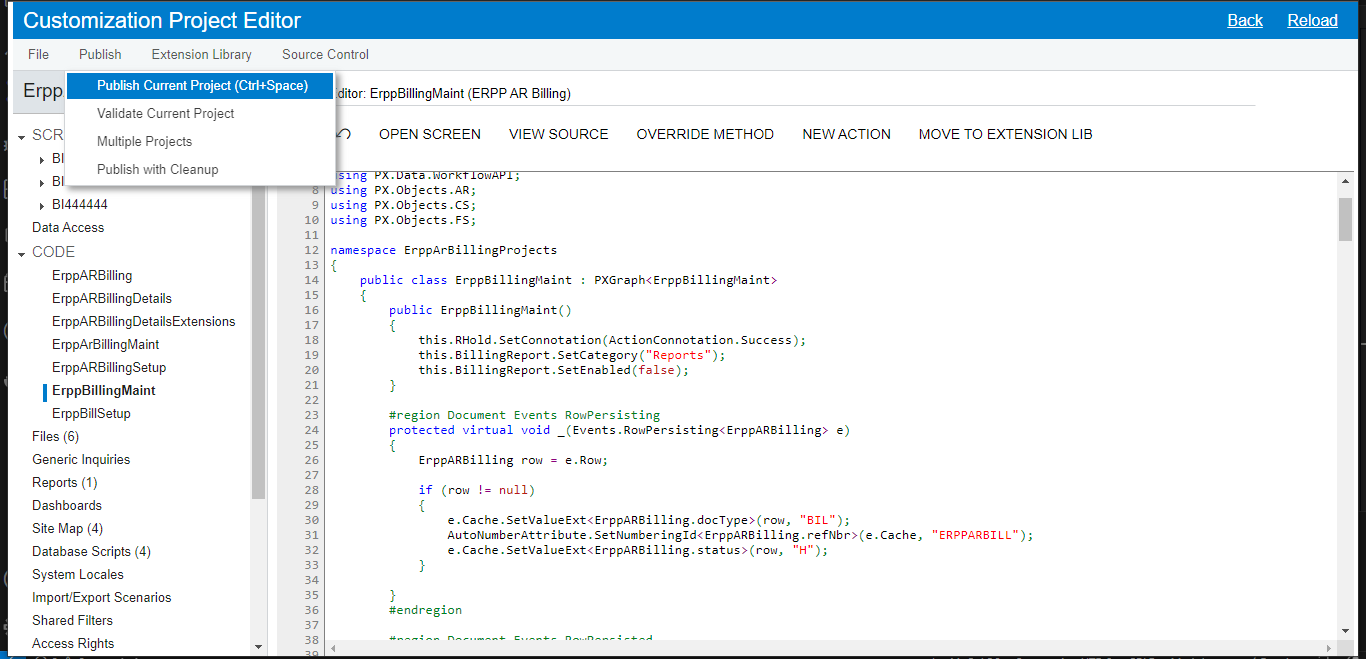 Customization Project Editor Back Reload
File Publish Extension Library Source Control
Publish Current Project (Ctrl+Space)
Validate Current Project
Multiple Projects
Publish with Cleanup
Erpp
ditor: ErppBillingMaint (ERPP AR Billing)
OPEN SCREEN VIEW SOURCE OVERRIDE METHOD NEW ACTION MOVE TO EXTENSION LIB
SCR
BI
BI
BI444444
Data Access
CODE
ErppARBilling
ErppARBillingDetails
ErppARBillingDetailsExtensions
ErppArBillingMaint
ErppARBillingSetup
ErppBillingMaint
ErppBillSetup
Files (6)
Generic Inquiries
Reports (1)
Dashboards
Site Map (4)
Database Scripts (4)
System Locales
Import/Export Scenarios
Shared Filters
Access Rights
using PX.Data.WorkflowAPI;
8 using PX.Objects.AR;
9 using PX.Objects.CS;
10 using PX.Objects.FS;
11
12 namespace ErppArBillingProjects
13 {
14 public class ErppBillingMaint : PXGraph<ErppBillingMaint>
15 {
16 public ErppBillingMaint()
17 {
18 this.RHold.SetConnotation(ActionConnotation.Success);
19 this.BillingReport.SetCategory("Reports");
20 this.BillingReport.SetEnabled(false);
21 }
22
23 #region Document Events RowPersisting
24 protected virtual void _(Events.RowPersisting<ErppARBilling> e)
25 {
26 ErppARBilling row = e.Row;
27
28 if (row != null)
29 {
30 e.Cache.SetValueExt<ErppARBilling.docType>(row, "BIL");
31 AutoNumberAttribute.SetNumberingId<ErppARBilling.refNbr>(e.Cache, "ERPPARBILL");
32 e.Cache.SetValueExt<ErppARBilling.status>(row, "H");
33 }
34
35 }
36 #endregion
37
38 #region Document Events RowPersisted
39